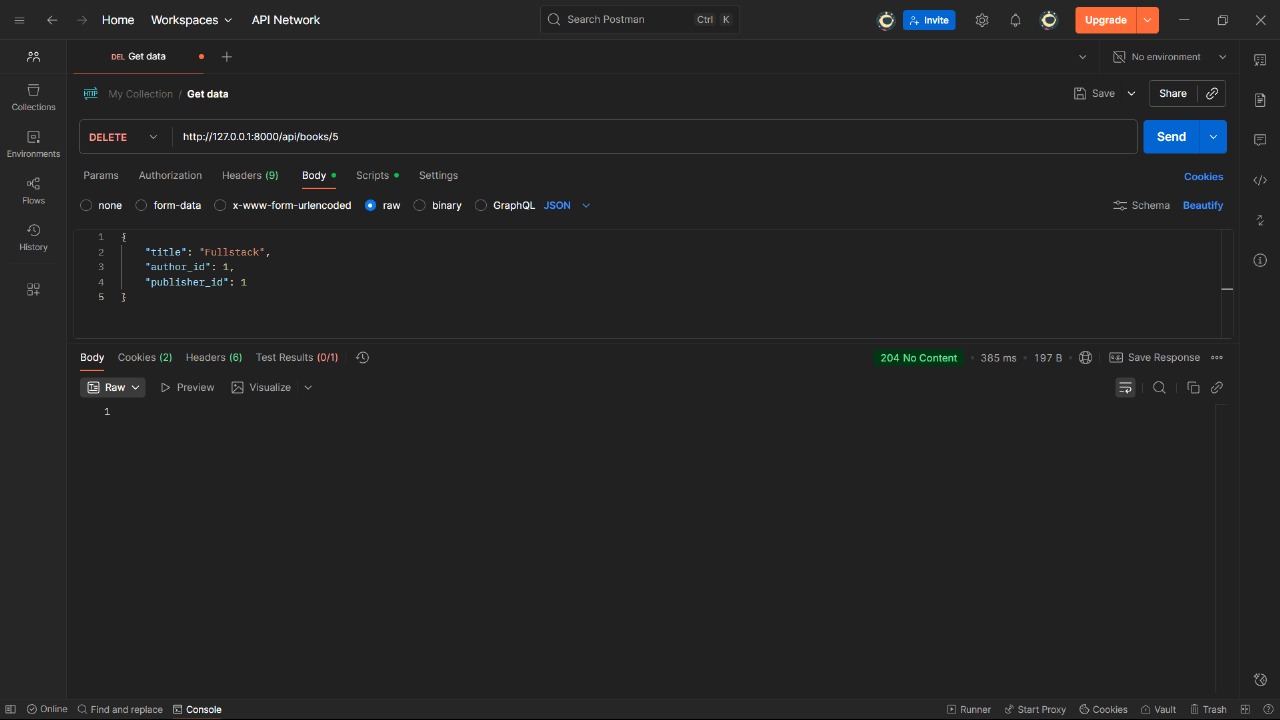 Home Workspaces API Network Search Postman Ctrl K Invite Upgrade
DEL Get data No environment
HTTP My Collection / Get data Save Share
DELETE http://127.0.0.1:8000/api/books/5 Send
Params Authorization Headers (9) Body Scripts Settings Cookies
none form-data x-www-form-urlencoded raw binary GraphQL JSON Schema Beautify
1 {
2 "title": "Fullstack",
3 "author_id": 1,
4 "publisher_id": 1
5 }
Collections
Environments
Flows
History
Body Cookies (2) Headers (6) Test Results (0/1) 204 No Content 385 ms 197 B Save Response
Raw Preview Visualize
1
Online Find and replace Console Runner Start Proxy Cookies Vault Trash